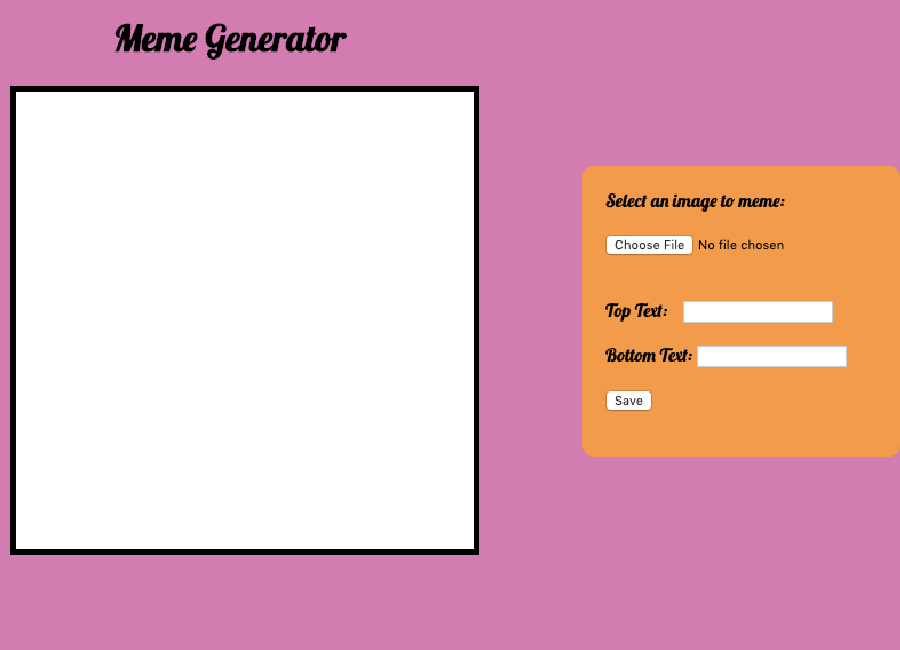 Meme Generator
Select an image to meme:
Choose File No file chosen
Top Text:
Bottom Text:
Save